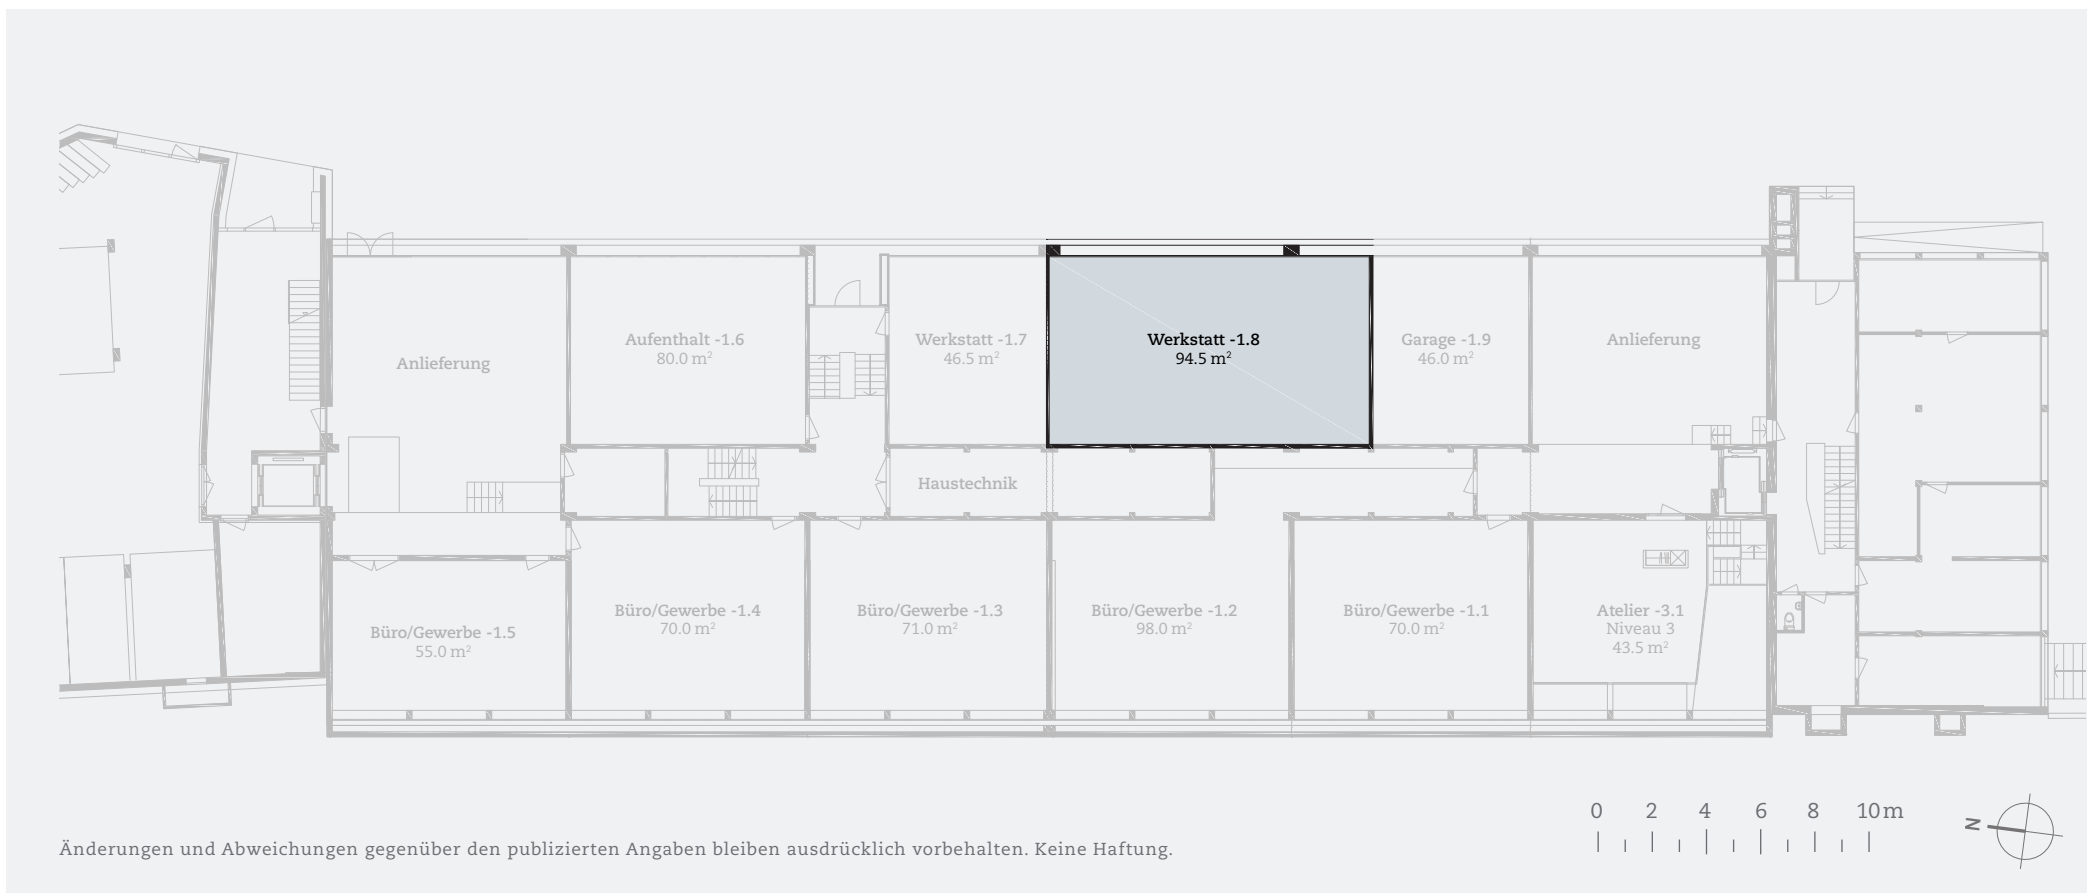 Anlieferung
Aufenthalt -1.6
80.0 m²
Werkstatt -1.7
46.5 m²
Werkstatt -1.8
94.5 m²
Garage -1.9
46.0 m²
Anlieferung
Haustechnik
Büro/Gewerbe -1.5
55.0 m²
Büro/Gewerbe -1.4
70.0 m²
Büro/Gewerbe -1.3
71.0 m²
Büro/Gewerbe -1.2
98.0 m²
Büro/Gewerbe -1.1
70.0 m²
Atelier -3.1
Niveau 3
43.5 m²
0 2 4 6 8 10 m
N
Änderungen und Abweichungen gegenüber den publizierten Angaben bleiben ausdrücklich vorbehalten. Keine Haftung.